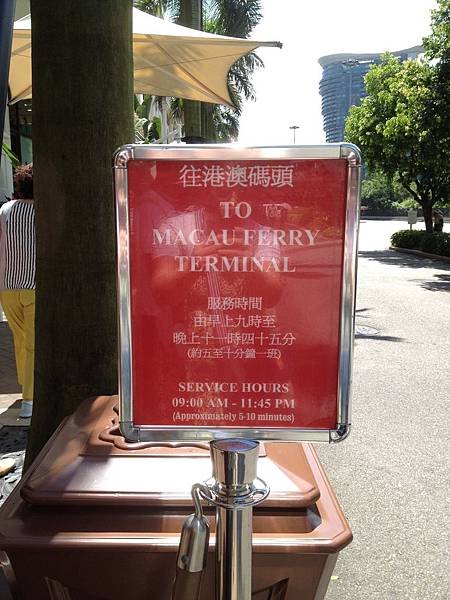 往港澳碼頭
TO
MACAU FERRY
TERMINAL
服務時間
由早上九時至
晚上十一時四十五分
(約五至十分鐘一班)
SERVICE HOURS
09:00 AM - 11:45 PM
(Approximately 5-10 minutes)